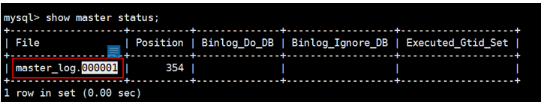 mysql> show master status;
+-------------------+----------+--------------+------------------+-------------------+
| File | Position | Binlog_Do_DB | Binlog_Ignore_DB | Executed_Gtid_Set |
+-------------------+----------+--------------+------------------+-------------------+
| master_log.000001 | 354 | | | |
+-------------------+----------+--------------+------------------+-------------------+
1 row in set (0.00 sec)